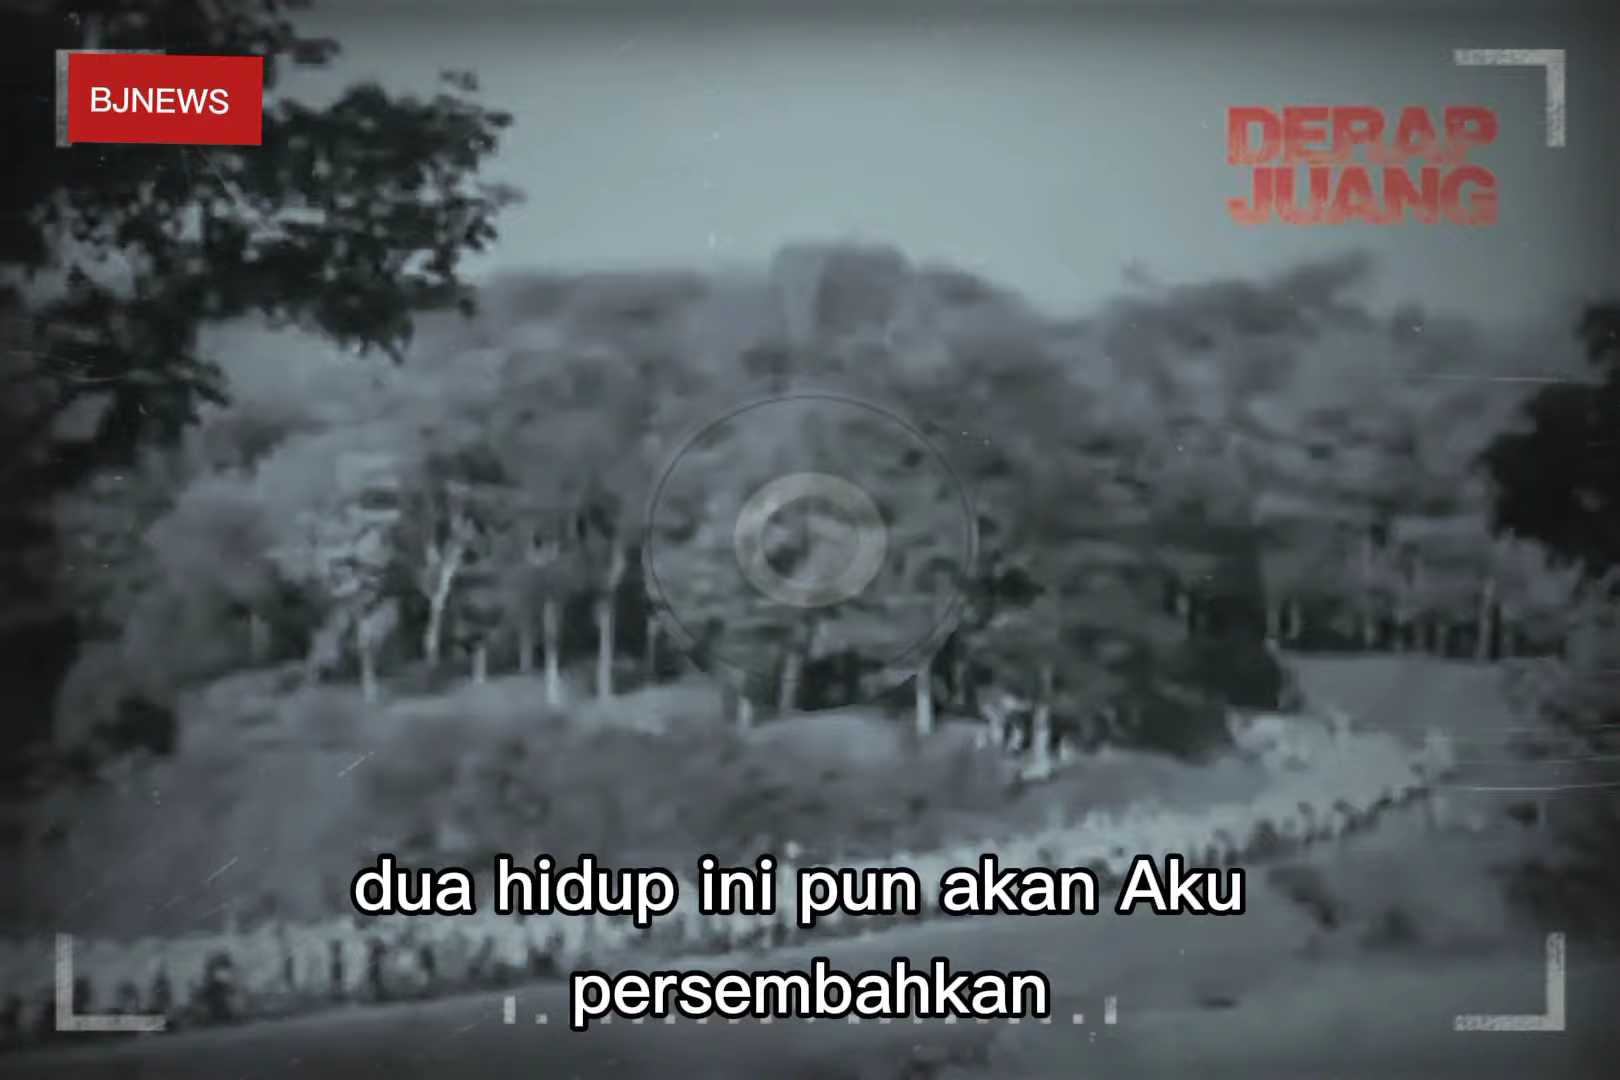 BJNEWS
DERAP
JUANG
dua hidup ini pun akan Aku
persembahkan